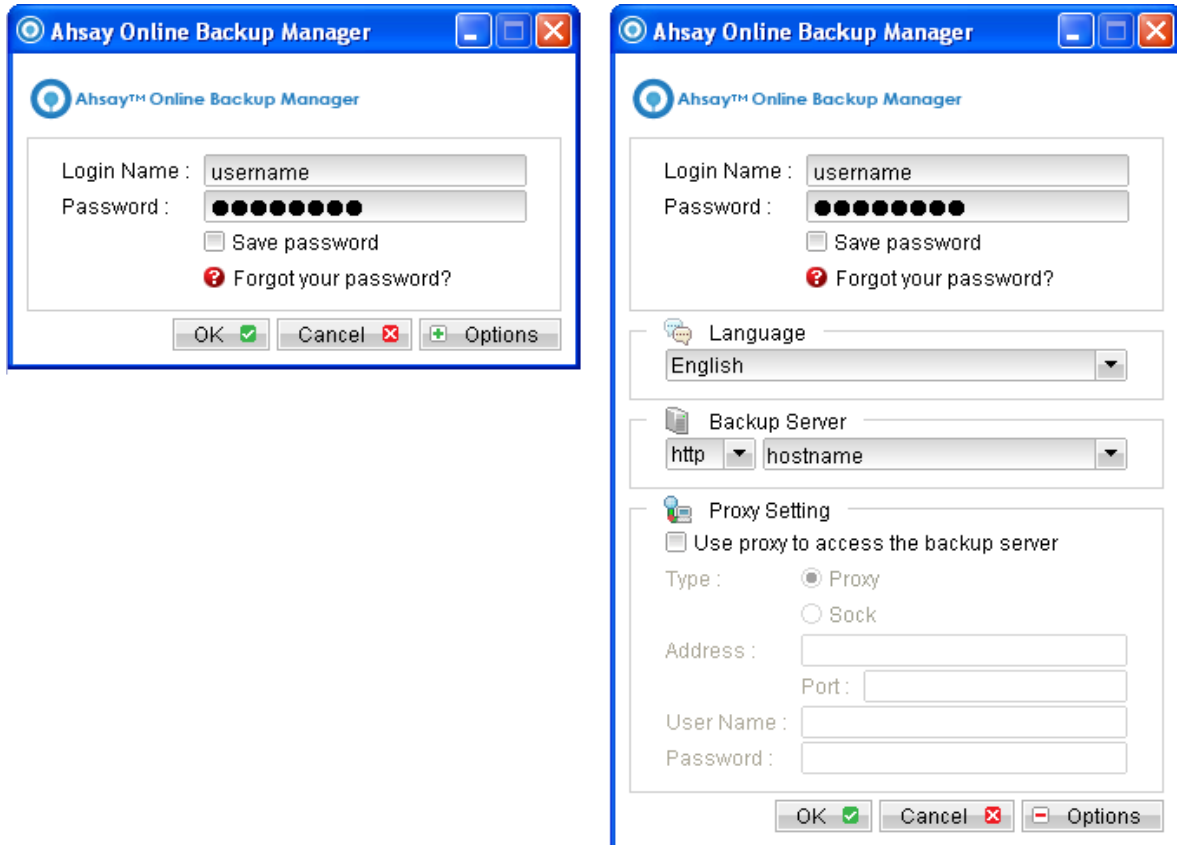 Ahsay Online Backup Manager
Ahsay™ Online Backup Manager
Login Name : username
Password : ●●●●●●●●
Save password
Forgot your password?
OK Cancel Options
Ahsay Online Backup Manager
Ahsay™ Online Backup Manager
Login Name : username
Password : ●●●●●●●●
Save password
Forgot your password?
Language
English
Backup Server
http hostname
Proxy Setting
Use proxy to access the backup server
Type : Proxy
Sock
Address :
Port :
User Name :
Password :
OK Cancel Options